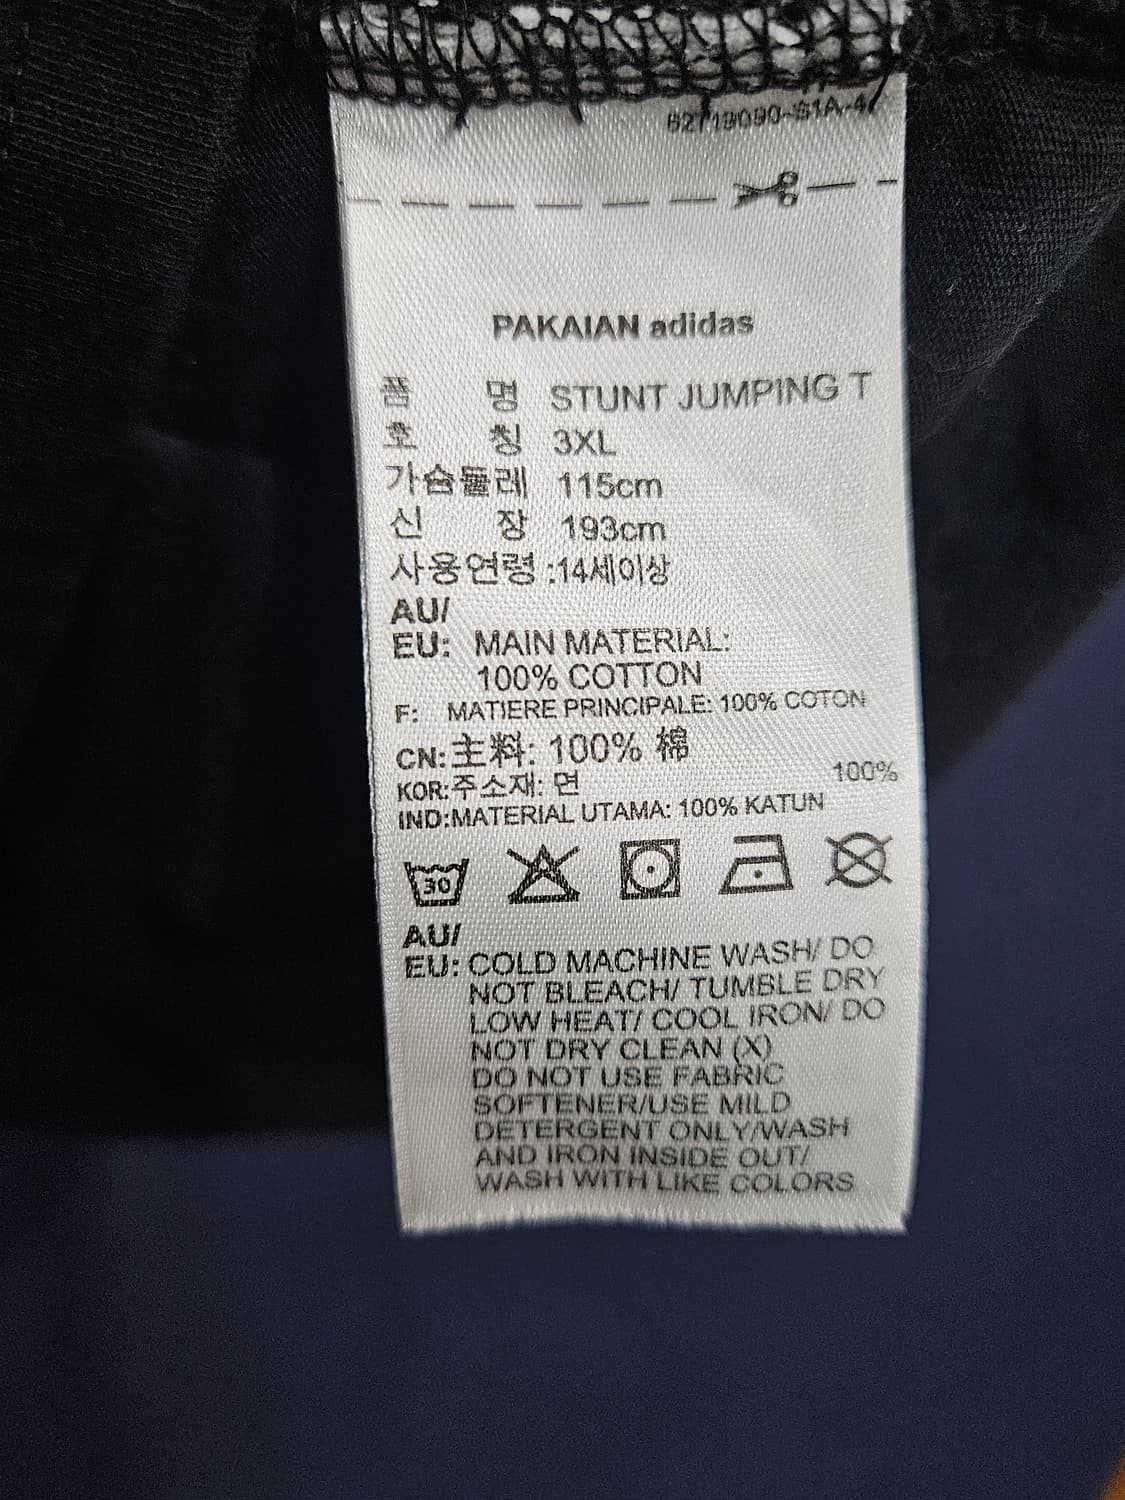 62719090-S1A-4
PAKAIAN adidas
품 명 STUNT JUMPING T
호 칭 3XL
가슴둘레 115cm
신 장 193cm
사용연령 :14세이상
AU/
EU: MAIN MATERIAL:
100% COTTON
F: MATIERE PRINCIPALE: 100% COTON
CN:主料: 100% 棉
KOR:주소재: 면 100%
IND:MATERIAL UTAMA: 100% KATUN
30
AU/
EU: COLD MACHINE WASH/ DO
NOT BLEACH/ TUMBLE DRY
LOW HEAT/ COOL IRON/ DO
NOT DRY CLEAN (X)
DO NOT USE FABRIC
SOFTENER/USE MILD
DETERGENT ONLY/WASH
AND IRON INSIDE OUT/
WASH WITH LIKE COLORS